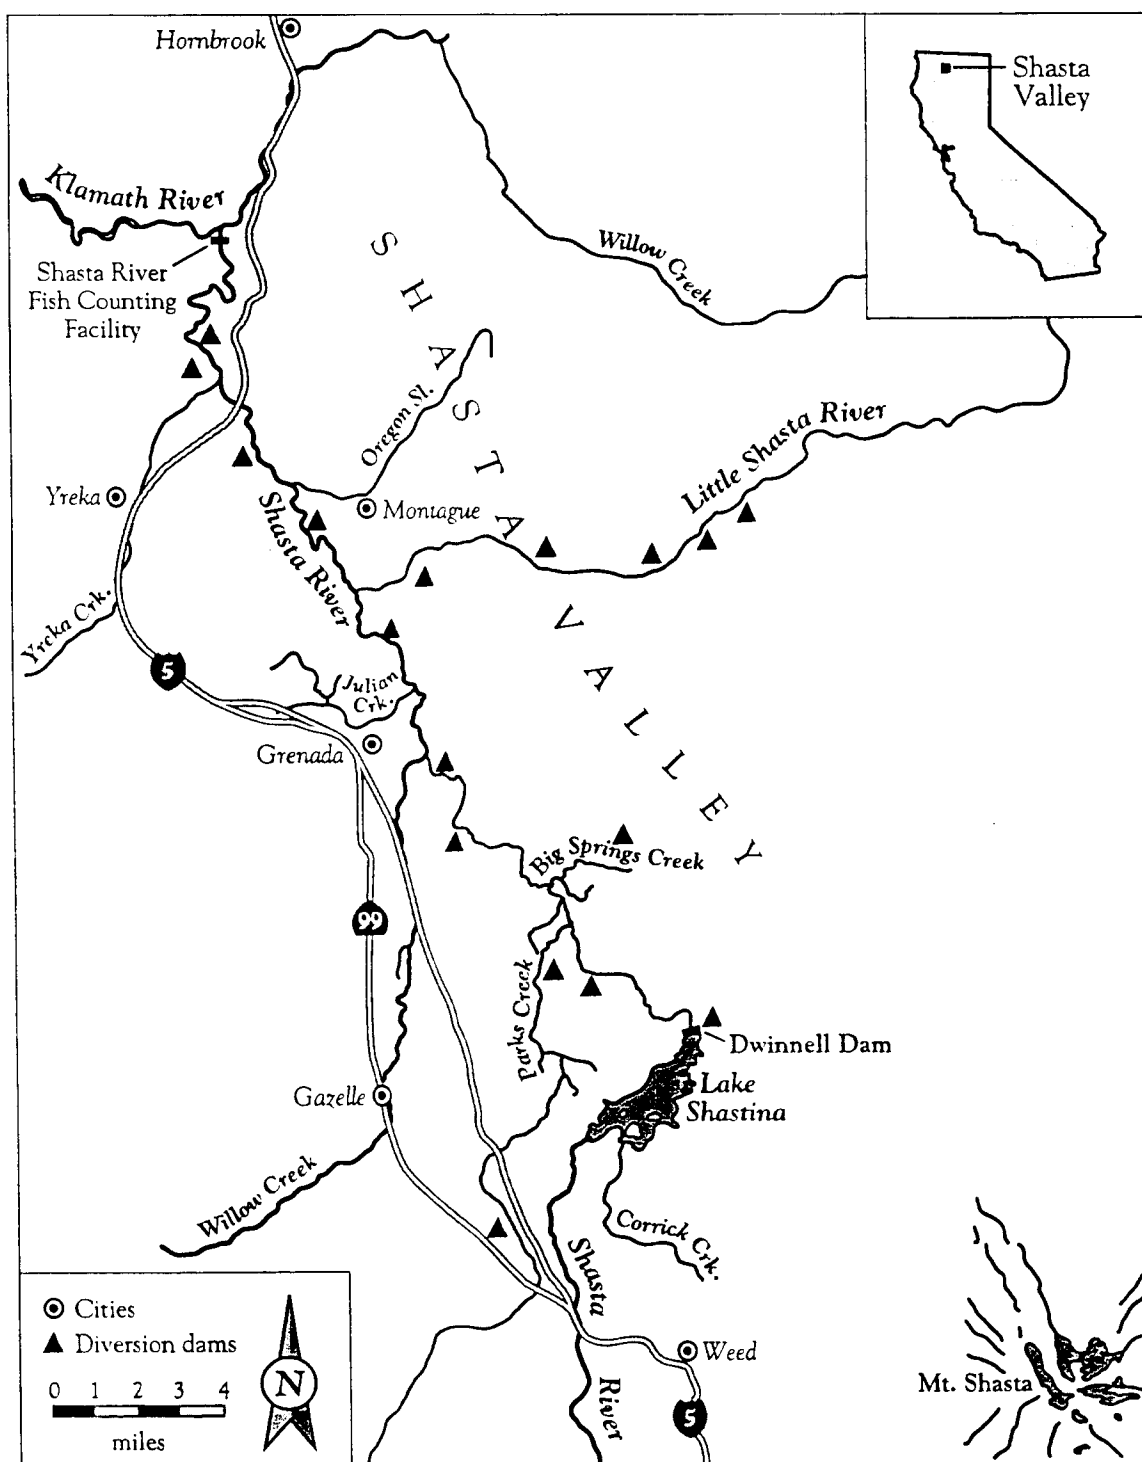 Hornbrook
Shasta
Valley
Klamath River
Shasta River
Fish Counting
Facility
Willow Creek
SHASTA VALLEY
Oregon Sl.
Little Shasta River
Yreka
Montague
Shasta River
Yreka Crk.
5
Julian
Crk.
Grenada
Big Springs Creek
99
Parks Creek
Dwinnell Dam
Lake
Shastina
Gazelle
Willow Creek
Corrick Crk.
Shasta
River
Weed
5
Mt. Shasta
Cities
Diversion dams
0 1 2 3 4
miles
N